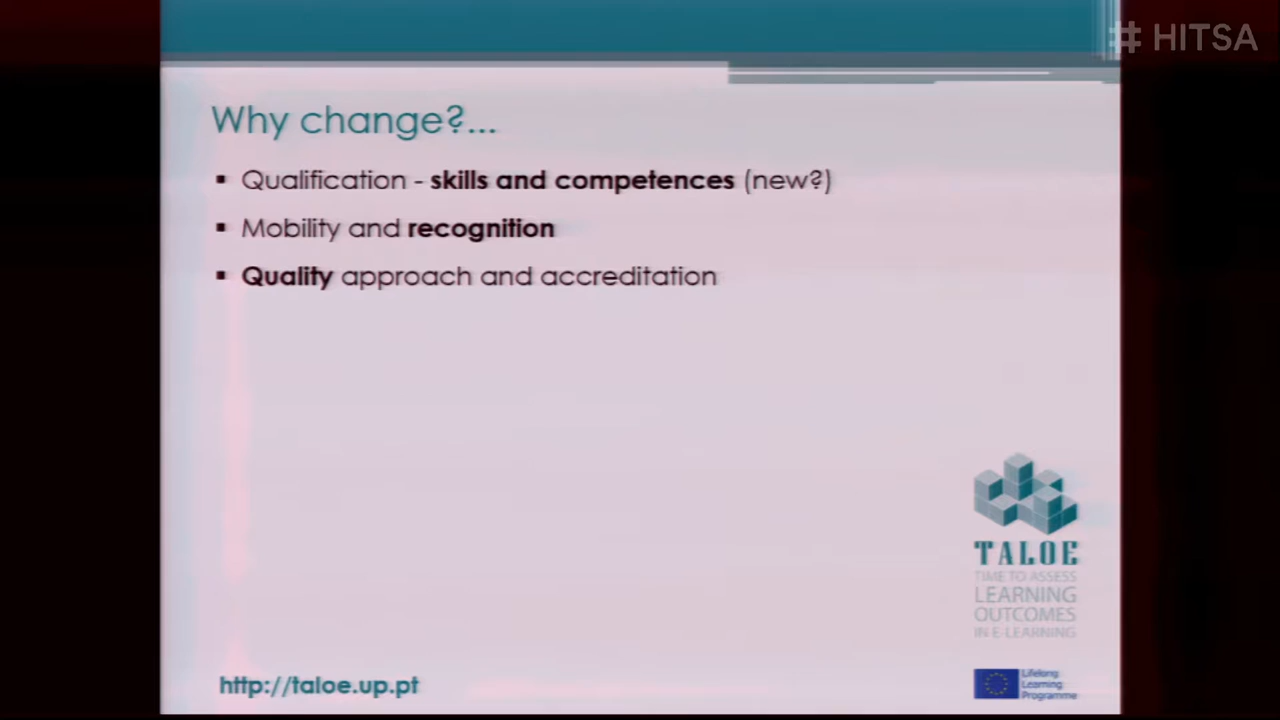 # HITSA
Why change?...
▪ Qualification - skills and competences (new?)
▪ Mobility and recognition
▪ Quality approach and accreditation
TALOE
TIME TO ASSESS
LEARNING
OUTCOMES
IN E-LEARNING
http://taloe.up.pt
Lifelong
Learning
Programme